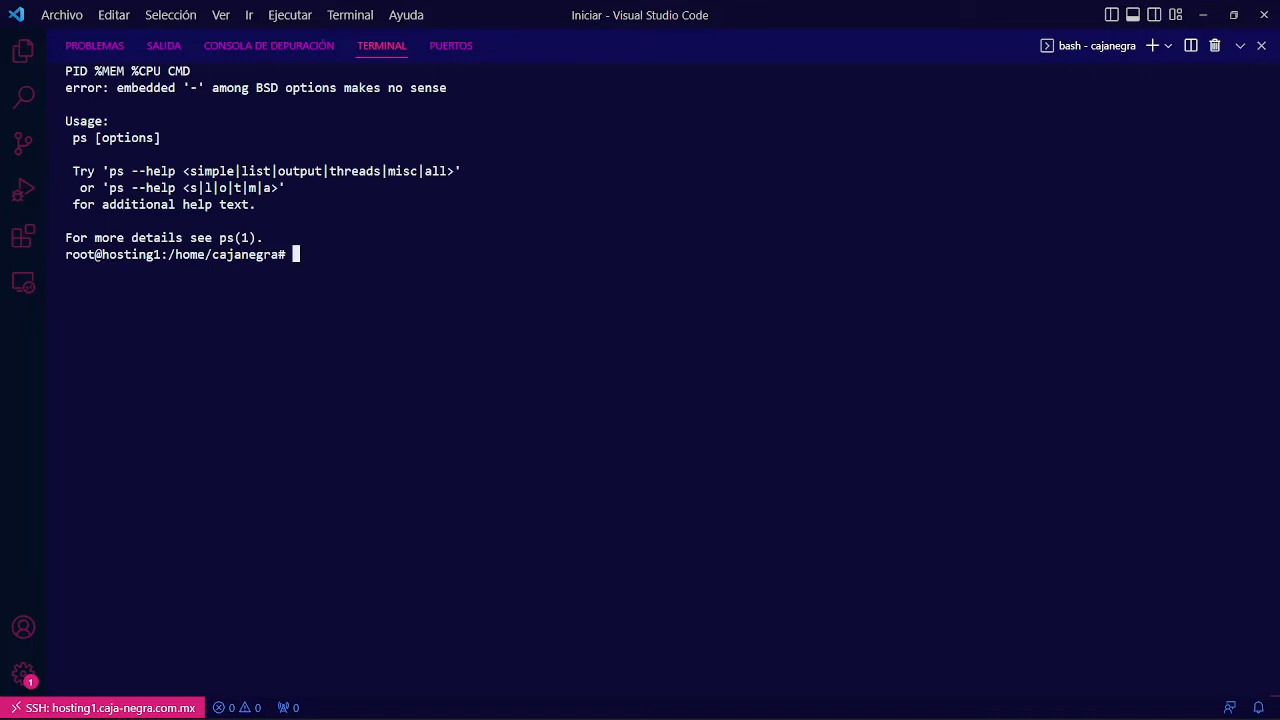 Archivo Editar Selección Ver Ir Ejecutar Terminal Ayuda Iniciar - Visual Studio Code
PROBLEMAS SALIDA CONSOLA DE DEPURACIÓN TERMINAL PUERTOS bash - cajanegra
PID %MEM %CPU CMD
error: embedded '-' among BSD options makes no sense
Usage:
ps [options]
Try 'ps --help <simple|list|output|threads|misc|all>'
or 'ps --help <s|l|o|t|m|a>'
for additional help text.
For more details see ps(1).
root@hosting1:/home/cajanegra#
1
SSH: hosting1.caja-negra.com.mx 0 0 0